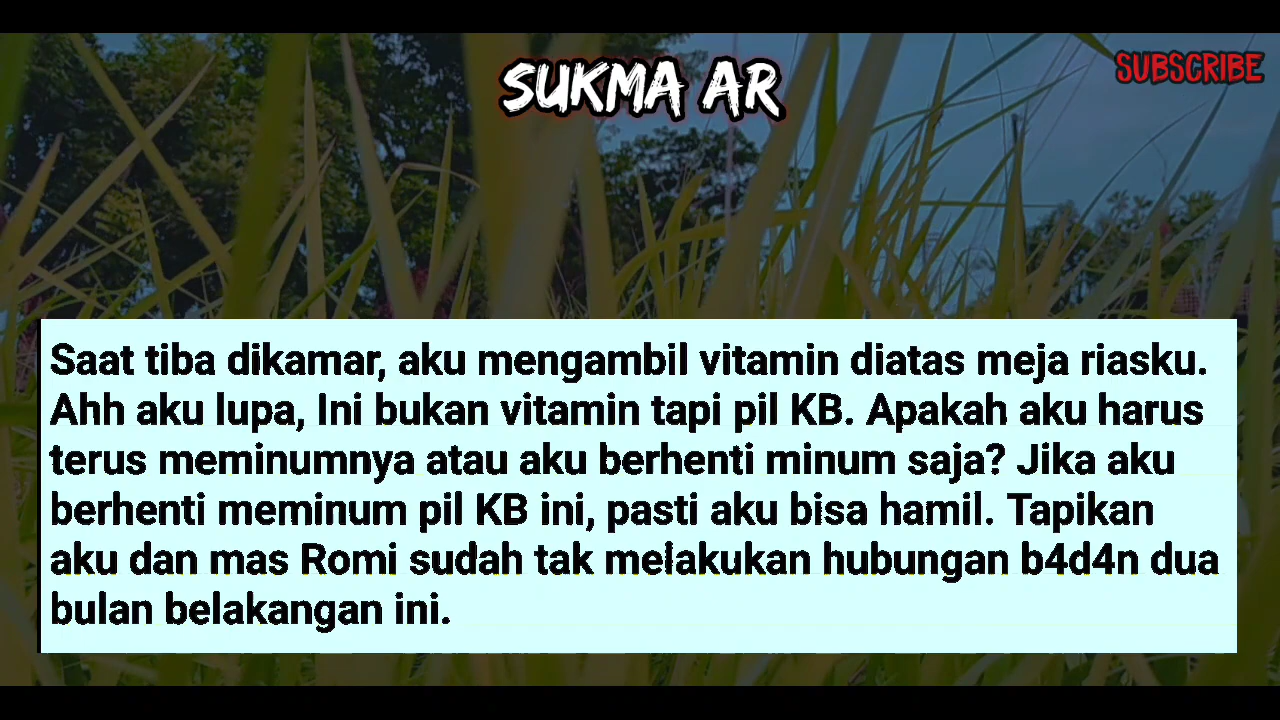 SUKMA AR
SUBSCRIBE
Saat tiba dikamar, aku mengambil vitamin diatas meja riasku.
Ahh aku lupa, Ini bukan vitamin tapi pil KB. Apakah aku harus
terus meminumnya atau aku berhenti minum saja? Jika aku
berhenti meminum pil KB ini, pasti aku bisa hamil. Tapikan
aku dan mas Romi sudah tak melakukan hubungan b4d4n dua
bulan belakangan ini.